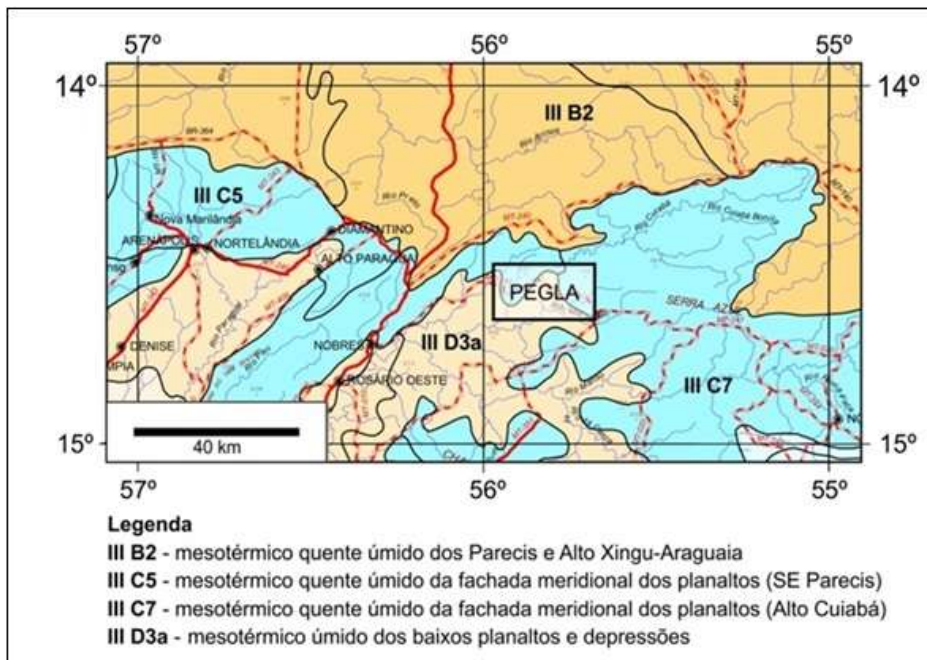 57º 56º 55º
14º 14º
III B2
BR-364
III C5
Nova Marilândia
DIAMANTINO
ARENÁPOLIS
NORTELÂNDIA
ALTO PARAGUAI
PEGLA
SERRA AZUL
NOBRES
III D3a
DENISE
MPIA
ROSÁRIO OESTE
III C7
15º 15º
40 km
57º 56º 55º
Legenda
III B2 - mesotérmico quente úmido dos Parecis e Alto Xingu-Araguaia
III C5 - mesotérmico quente úmido da fachada meridional dos planaltos (SE Parecis)
III C7 - mesotérmico quente úmido da fachada meridional dos planaltos (Alto Cuiabá)
III D3a - mesotérmico úmido dos baixos planaltos e depressões